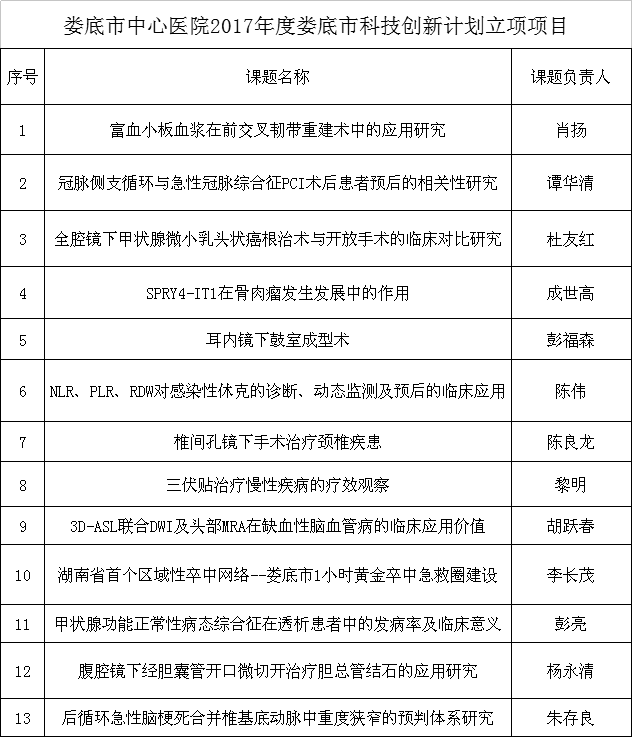 娄底市中心医院2017年度娄底市科技创新计划立项项目
序号 课题名称 课题负责人
1 富血小板血浆在前交叉韧带重建术中的应用研究 肖扬
2 冠脉侧支循环与急性冠脉综合征PCI术后患者预后的相关性研究 谭华清
3 全腔镜下甲状腺微小乳头状癌根治术与开放手术的临床对比研究 杜友红
4 SPRY4-IT1在骨肉瘤发生发展中的作用 成世高
5 耳内镜下鼓室成型术 彭福森
6 NLR、PLR、RDW对感染性休克的诊断、动态监测及预后的临床应用 陈伟
7 椎间孔镜下手术治疗颈椎疾患 陈良龙
8 三伏贴治疗慢性疾病的疗效观察 黎明
9 3D-ASL联合DWI及头部MRA在缺血性脑血管病的临床应用价值 胡跃春
10 湖南省首个区域性卒中网络--娄底市1小时黄金卒中急救圈建设 李长茂
11 甲状腺功能正常性病态综合征在透析患者中的发病率及临床意义 彭亮
12 腹腔镜下经胆囊管开口微切开治疗胆总管结石的应用研究 杨永清
13 后循环急性脑梗死合并椎基底动脉中重度狭窄的预判体系研究 朱存良